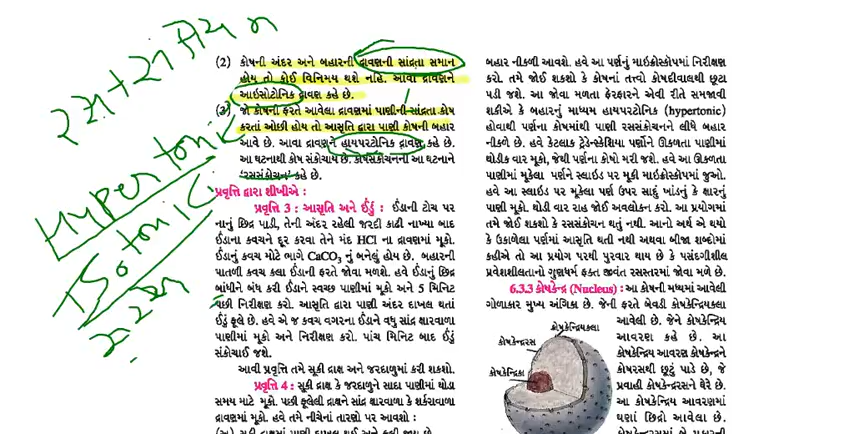 રસ + સંકોચન
Hypertonic
Isotonic
(2) કોષની અંદર અને બહારની દ્રાવણની સાંદ્રતા સમાન
હોય તો કોઈ વિનિમય થશે નહિ. આવા દ્રાવણને
આઇસોટોનિક દ્રાવણ કહે છે.
(3) જો કોષની ફરતે આવેલા દ્રાવણમાં પાણીની સાંદ્રતા કોષ
કરતાં ઓછી હોય તો આસૃતિ દ્વારા પાણી કોષની બહાર
આવે છે. આવા દ્રાવણને હાયપરટોનિક દ્રાવણ કહે છે.
આ ઘટનાથી કોષ સંકોચાય છે. કોષસંકોચનની આ ઘટનાને
'રસસંકોચન' કહે છે.
પ્રવૃત્તિ દ્વારા શીખીએ :
પ્રવૃત્તિ 3 : આસૃતિ અને ઈંડું : ઈંડાની ટોચ પર
નાનું છિદ્ર પાડી, તેની અંદર રહેલી જરદી કાઢી નાખ્યા બાદ
ઈંડાના કવચને દૂર કરવા તેને મંદ HCl ના દ્રાવણમાં મૂકો.
ઈંડાનું કવચ મોટે ભાગે CaCO3 નું બનેલું હોય છે. બહારની
પાતળી કવચ કલા ઈંડાની ફરતે જોવા મળશે. હવે ઈંડાનું છિદ્ર
બાંધીને બંધ કરી ઈંડાને સ્વચ્છ પાણીમાં મૂકો અને 5 મિનિટ
પછી નિરીક્ષણ કરો. આસૃતિ દ્વારા પાણી અંદર દાખલ થતાં
ઈંડું ફૂલે છે. હવે એ જ કવચ વગરના ઈંડાને વધુ સાંદ્ર ક્ષારવાળા
પાણીમાં મૂકો અને નિરીક્ષણ કરો. પાંચ મિનિટ બાદ ઈંડું
સંકોચાઈ જશે.
આવી પ્રવૃત્તિ તમે સૂકી દ્રાક્ષ અને જરદાળુમાં કરી શકશો.
પ્રવૃત્તિ 4 : સૂકી દ્રાક્ષ કે જરદાળુને સાદા પાણીમાં થોડા
સમય માટે મૂકો. પછી ફૂલેલી દ્રાક્ષને સાંદ્ર ક્ષારવાળા કે શર્કરાવાળા
દ્રાવણમાં મૂકો. હવે તમે નીચેનાં તારણો પર આવશો :
બહાર નીકળી આવશે. હવે આ પર્ણનું માઇક્રોસ્કોપમાં નિરીક્ષણ
કરો. તમે જોઈ શકશો કે કોષનાં તત્ત્વો કોષદીવાલથી છૂટા
પડી જશે. આ જોવા મળતા ફેરફારને એવી રીતે સમજાવી
શકીએ કે બહારનું માધ્યમ હાયપરટોનિક (hypertonic)
હોવાથી પર્ણના કોષમાંથી પાણી રસસંકોચનને લીધે બહાર
નીકળે છે. હવે કેટલાક ટ્રેડેન્સ્કેશિયા પર્ણોને ઊકળતા પાણીમાં
થોડીક વાર મૂકો, જેથી પર્ણના કોષો મરી જશે. હવે આ ઊકળતા
પાણીમાં મૂકેલા પર્ણને સ્લાઇડ પર મૂકી માઇક્રોસ્કોપમાં જુઓ.
હવે આ સ્લાઇડ પર મૂકેલા પર્ણ ઉપર સાદું ખાંડનું કે ક્ષારનું
પાણી મૂકો. થોડી વાર રાહ જોઈ અવલોકન કરો. આ પ્રયોગમાં
તમે જોઈ શકશો કે રસસંકોચન થતું નથી. આનો અર્થ એ થયો
કે ઉકાળેલા પર્ણમાં આસૃતિ થતી નથી અથવા બીજા શબ્દોમાં
કહીએ તો આ પ્રયોગ પરથી પુરવાર થાય છે કે પસંદગીશીલ
પ્રવેશશીલતાનો ગુણધર્મ ફક્ત જીવંત રસસ્તરમાં જોવા મળે છે.
6.3.3 કોષકેન્દ્ર (Nucleus) : આ કોષની મધ્યમાં આવેલી
ગોળાકાર મુખ્ય અંગિકા છે. જેની ફરતે બેવડી કોષકેન્દ્રિયકલા
આવેલી છે. જેને કોષકેન્દ્રિય
આવરણ કહે છે. આ
કોષકેન્દ્રિય આવરણ કોષકેન્દ્રને
કોષરસથી છૂટું પાડે છે, જે
પ્રવાહી કોષકેન્દ્રરસને ઘેરે છે.
આ કોષકેન્દ્રિય આવરણમાં
ઘણાં છિદ્રો આવેલા છે.
કોષકેન્દ્રિયકલા
કોષકેન્દ્રરસ
કોષકેન્દ્રિકા